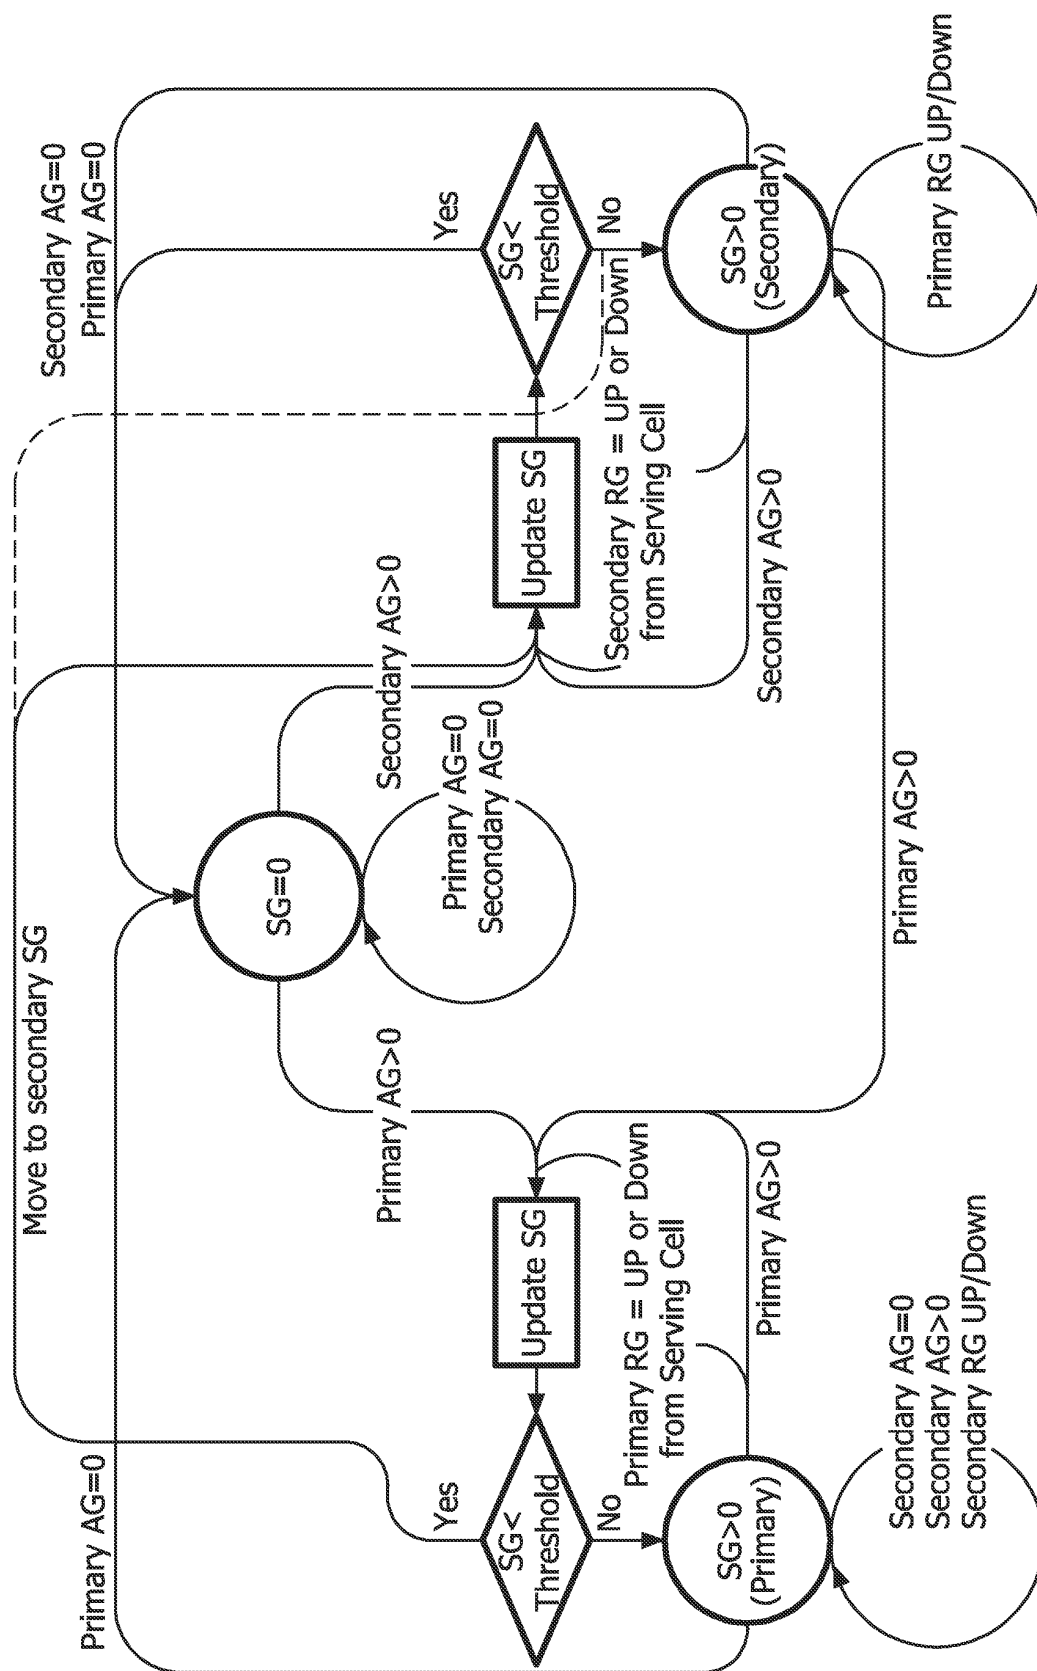 Move to secondary SG
Primary AG=0
Secondary AG=0
Primary AG=0
SG=0
Primary AG>0
Secondary AG>0
Primary AG=0
Secondary AG=0
Yes
SG<
Threshold
No
Update SG
Primary RG = UP or Down
from Serving Cell
Update SG
Secondary RG = UP or Down
from Serving Cell
Yes
SG<
Threshold
No
SG>0
(Primary)
Primary AG>0
Secondary AG>0
SG>0
(Secondary)
Primary AG>0
Secondary AG=0
Secondary AG>0
Secondary RG UP/Down
Primary RG UP/Down